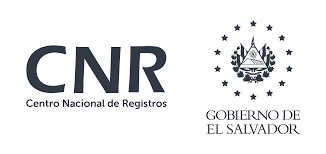 CNR
Centro Nacional de Registros
GOBIERNO DE
EL SALVADOR